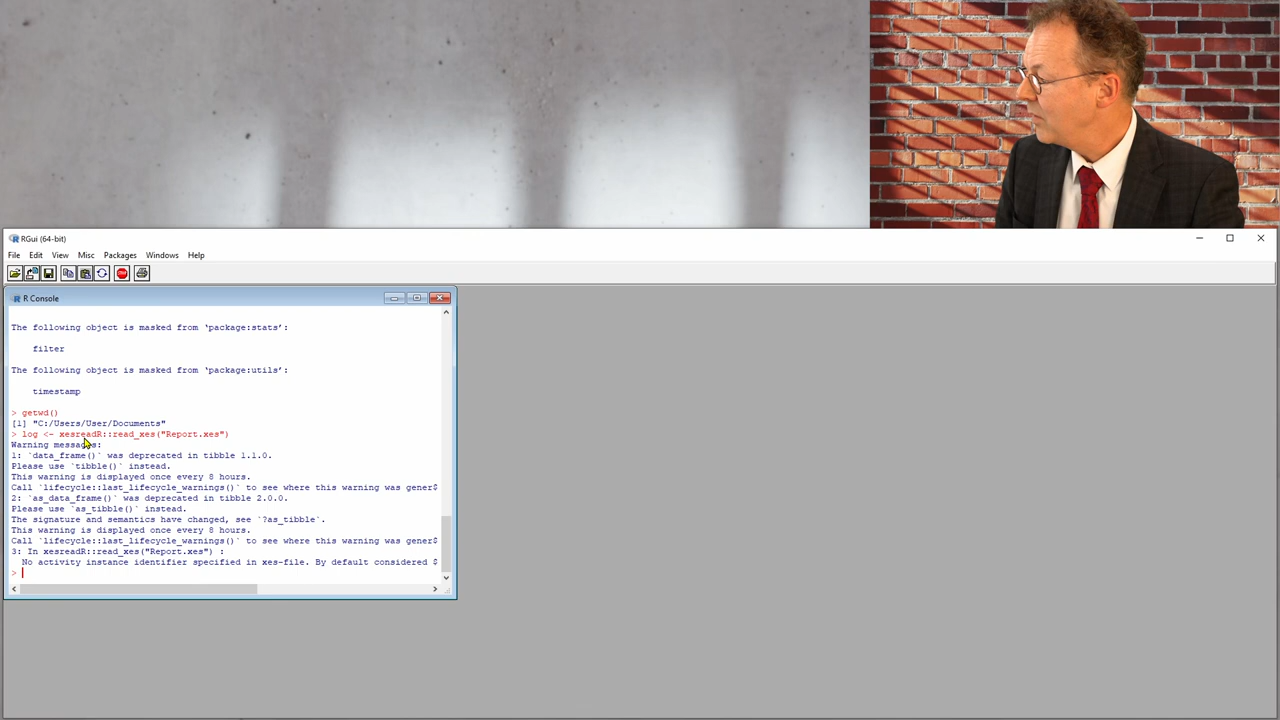 RGui (64-bit)
File Edit View Misc Packages Windows Help
STOP
R Console
The following object is masked from ‘package:stats’:
filter
The following object is masked from ‘package:utils’:
timestamp
> getwd()
[1] "C:/Users/User/Documents"
> log <- xesreadR::read_xes("Report.xes")
Warning messages:
1: `data_frame()` was deprecated in tibble 1.1.0.
Please use `tibble()` instead.
This warning is displayed once every 8 hours.
Call `lifecycle::last_lifecycle_warnings()` to see where this warning was gener$
2: `as_data_frame()` was deprecated in tibble 2.0.0.
Please use `as_tibble()` instead.
The signature and semantics have changed, see `?as_tibble`.
This warning is displayed once every 8 hours.
Call `lifecycle::last_lifecycle_warnings()` to see where this warning was gener$
3: In xesreadR::read_xes("Report.xes") :
No activity instance identifier specified in xes-file. By default considered $
>